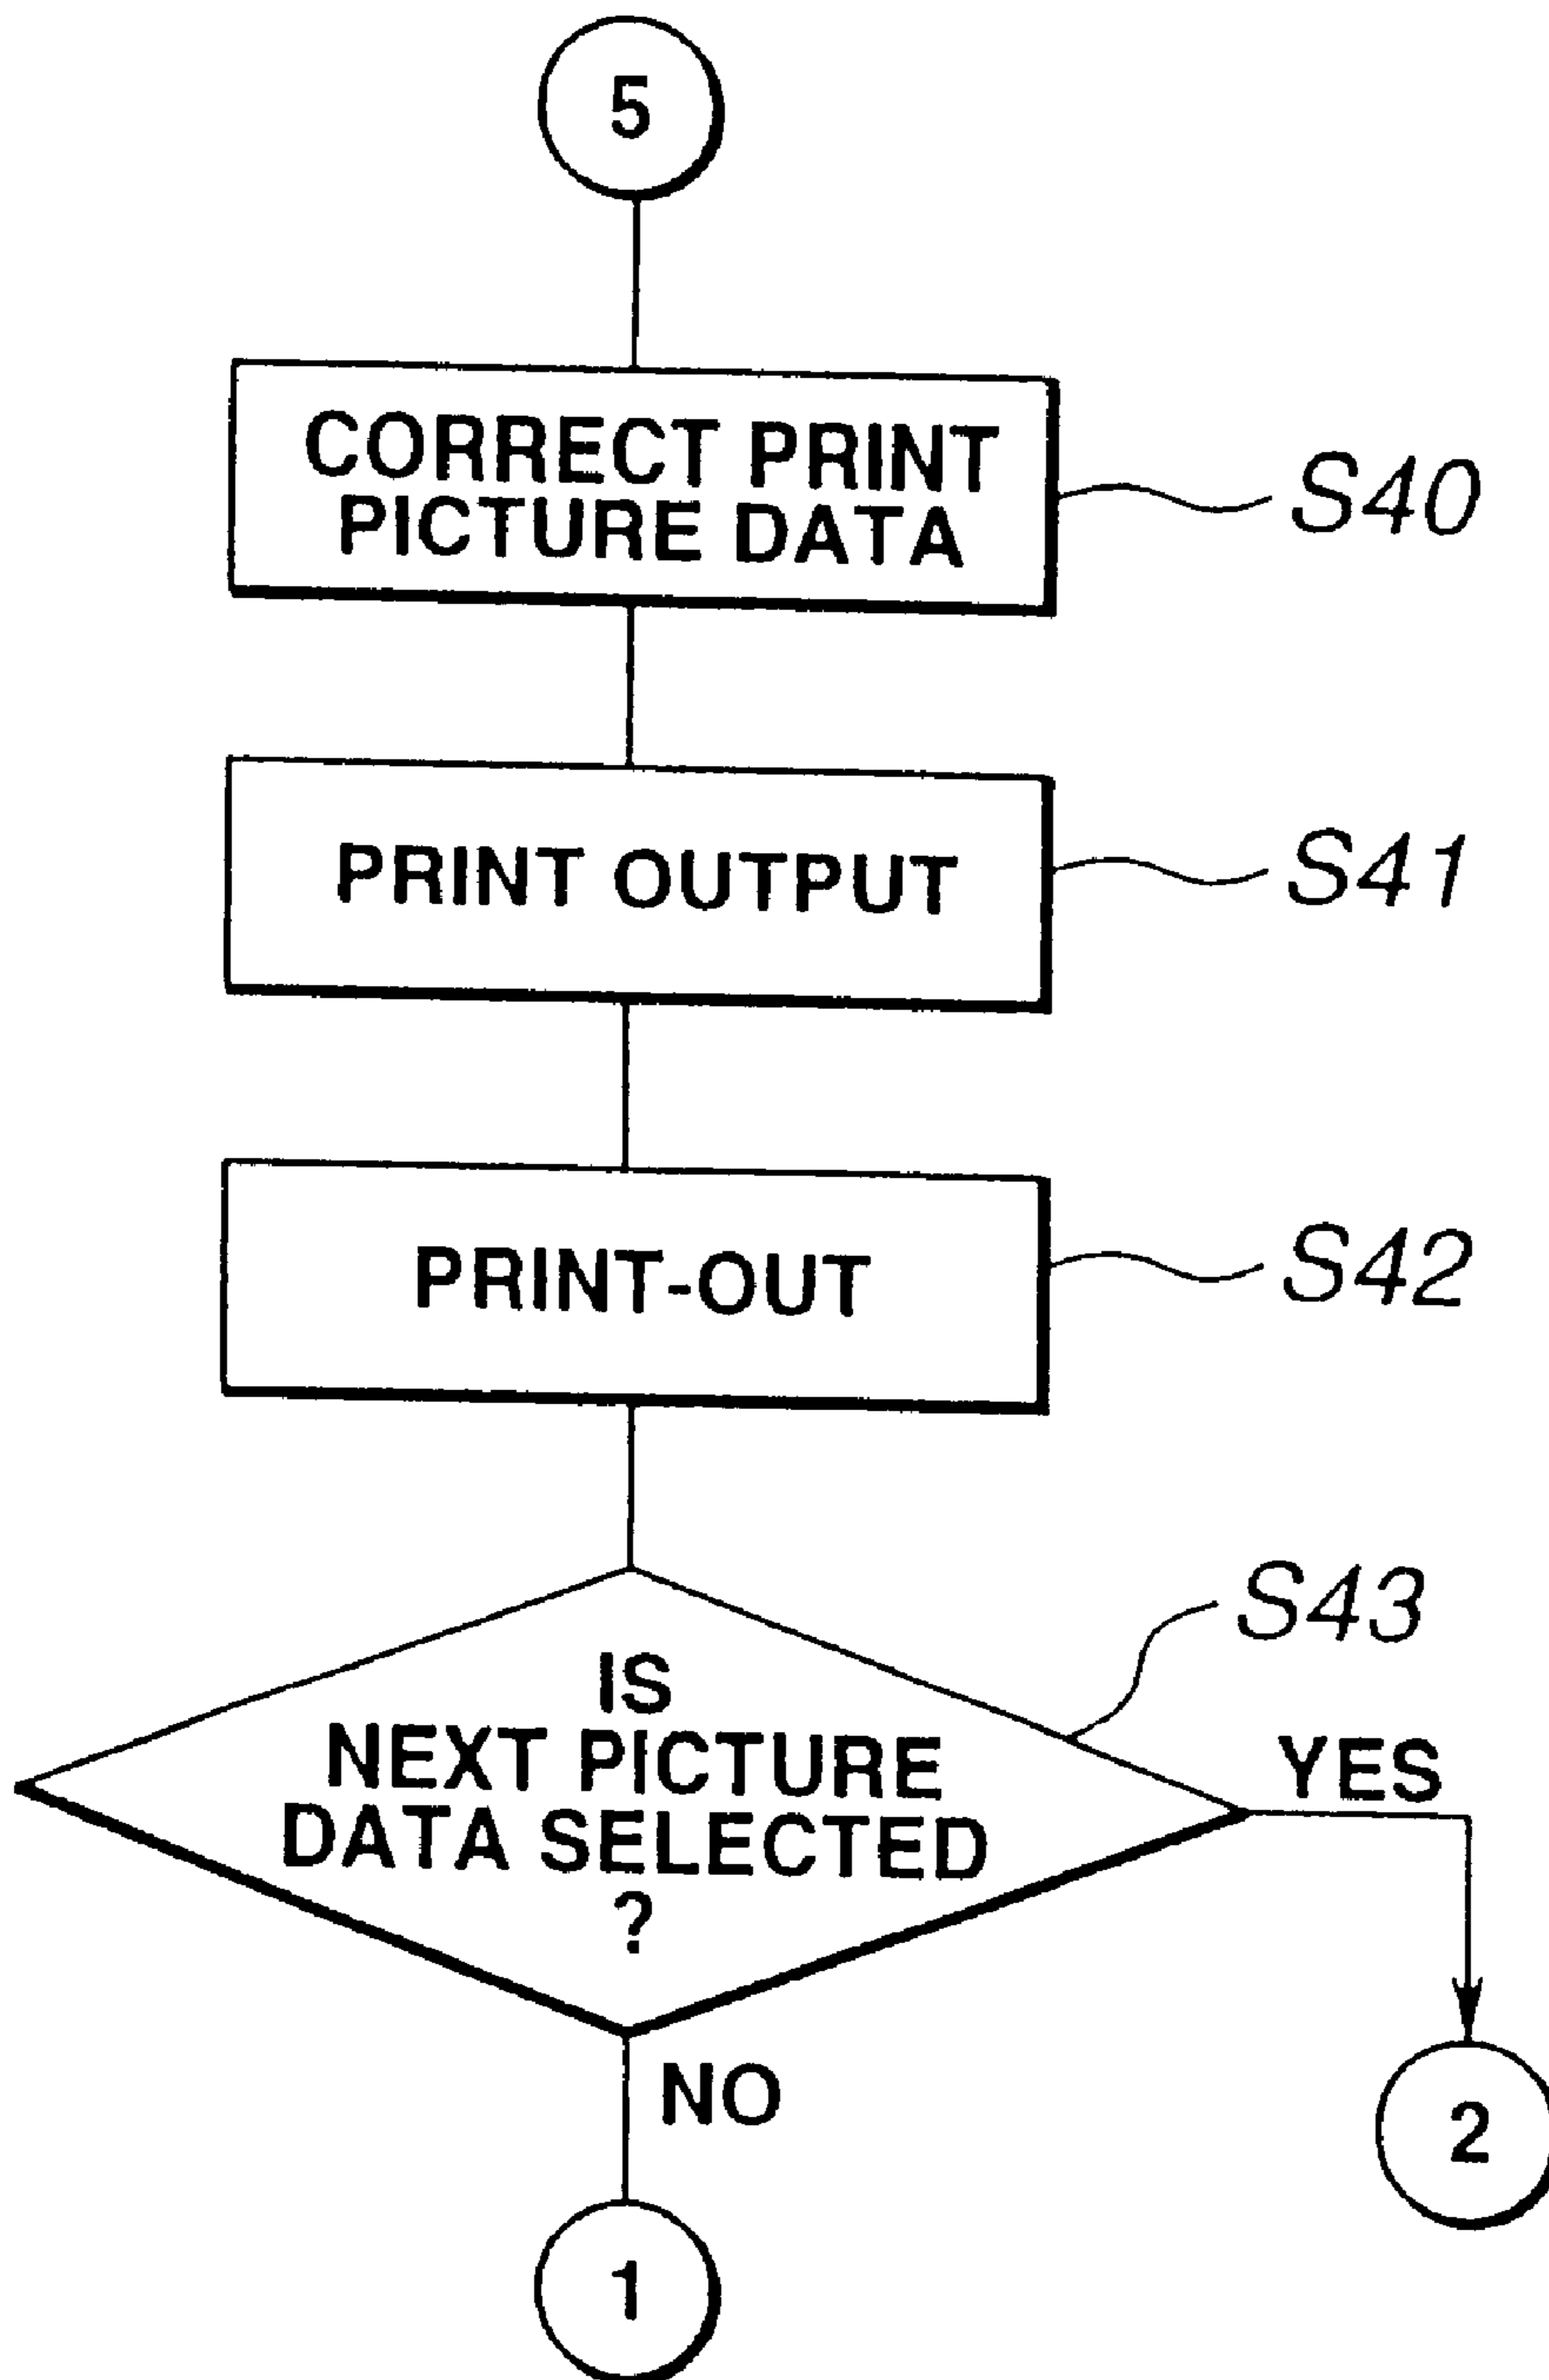 5
CORRECT PRINT
PICTURE DATA
S40
PRINT OUTPUT
S41
PRINT-OUT
S42
S43
IS
NEXT PICTURE
DATA SELECTED
?
YES
NO
2
1